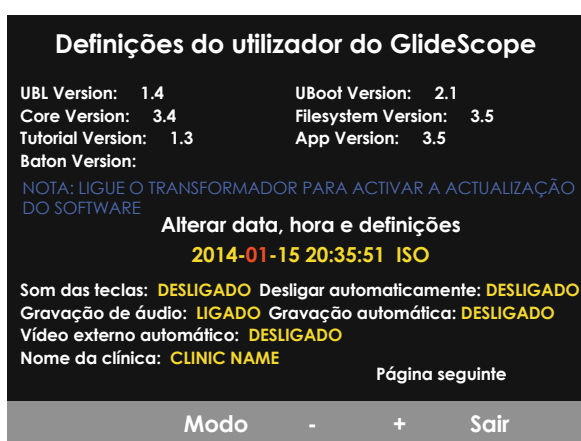 Definições do utilizador do GlideScope
UBL Version: 1.4 UBoot Version: 2.1
Core Version: 3.4 Filesystem Version: 3.5
Tutorial Version: 1.3 App Version: 3.5
Baton Version:
NOTA: LIGUE O TRANSFORMADOR PARA ACTIVAR A ACTUALIZAÇÃO
DO SOFTWARE
Alterar data, hora e definições
2014-01-15 20:35:51 ISO
Som das teclas: DESLIGADO Desligar automaticamente: DESLIGADO
Gravação de áudio: LIGADO Gravação automática: DESLIGADO
Vídeo externo automático: DESLIGADO
Nome da clínica: CLINIC NAME
Página seguinte
Modo - + Sair